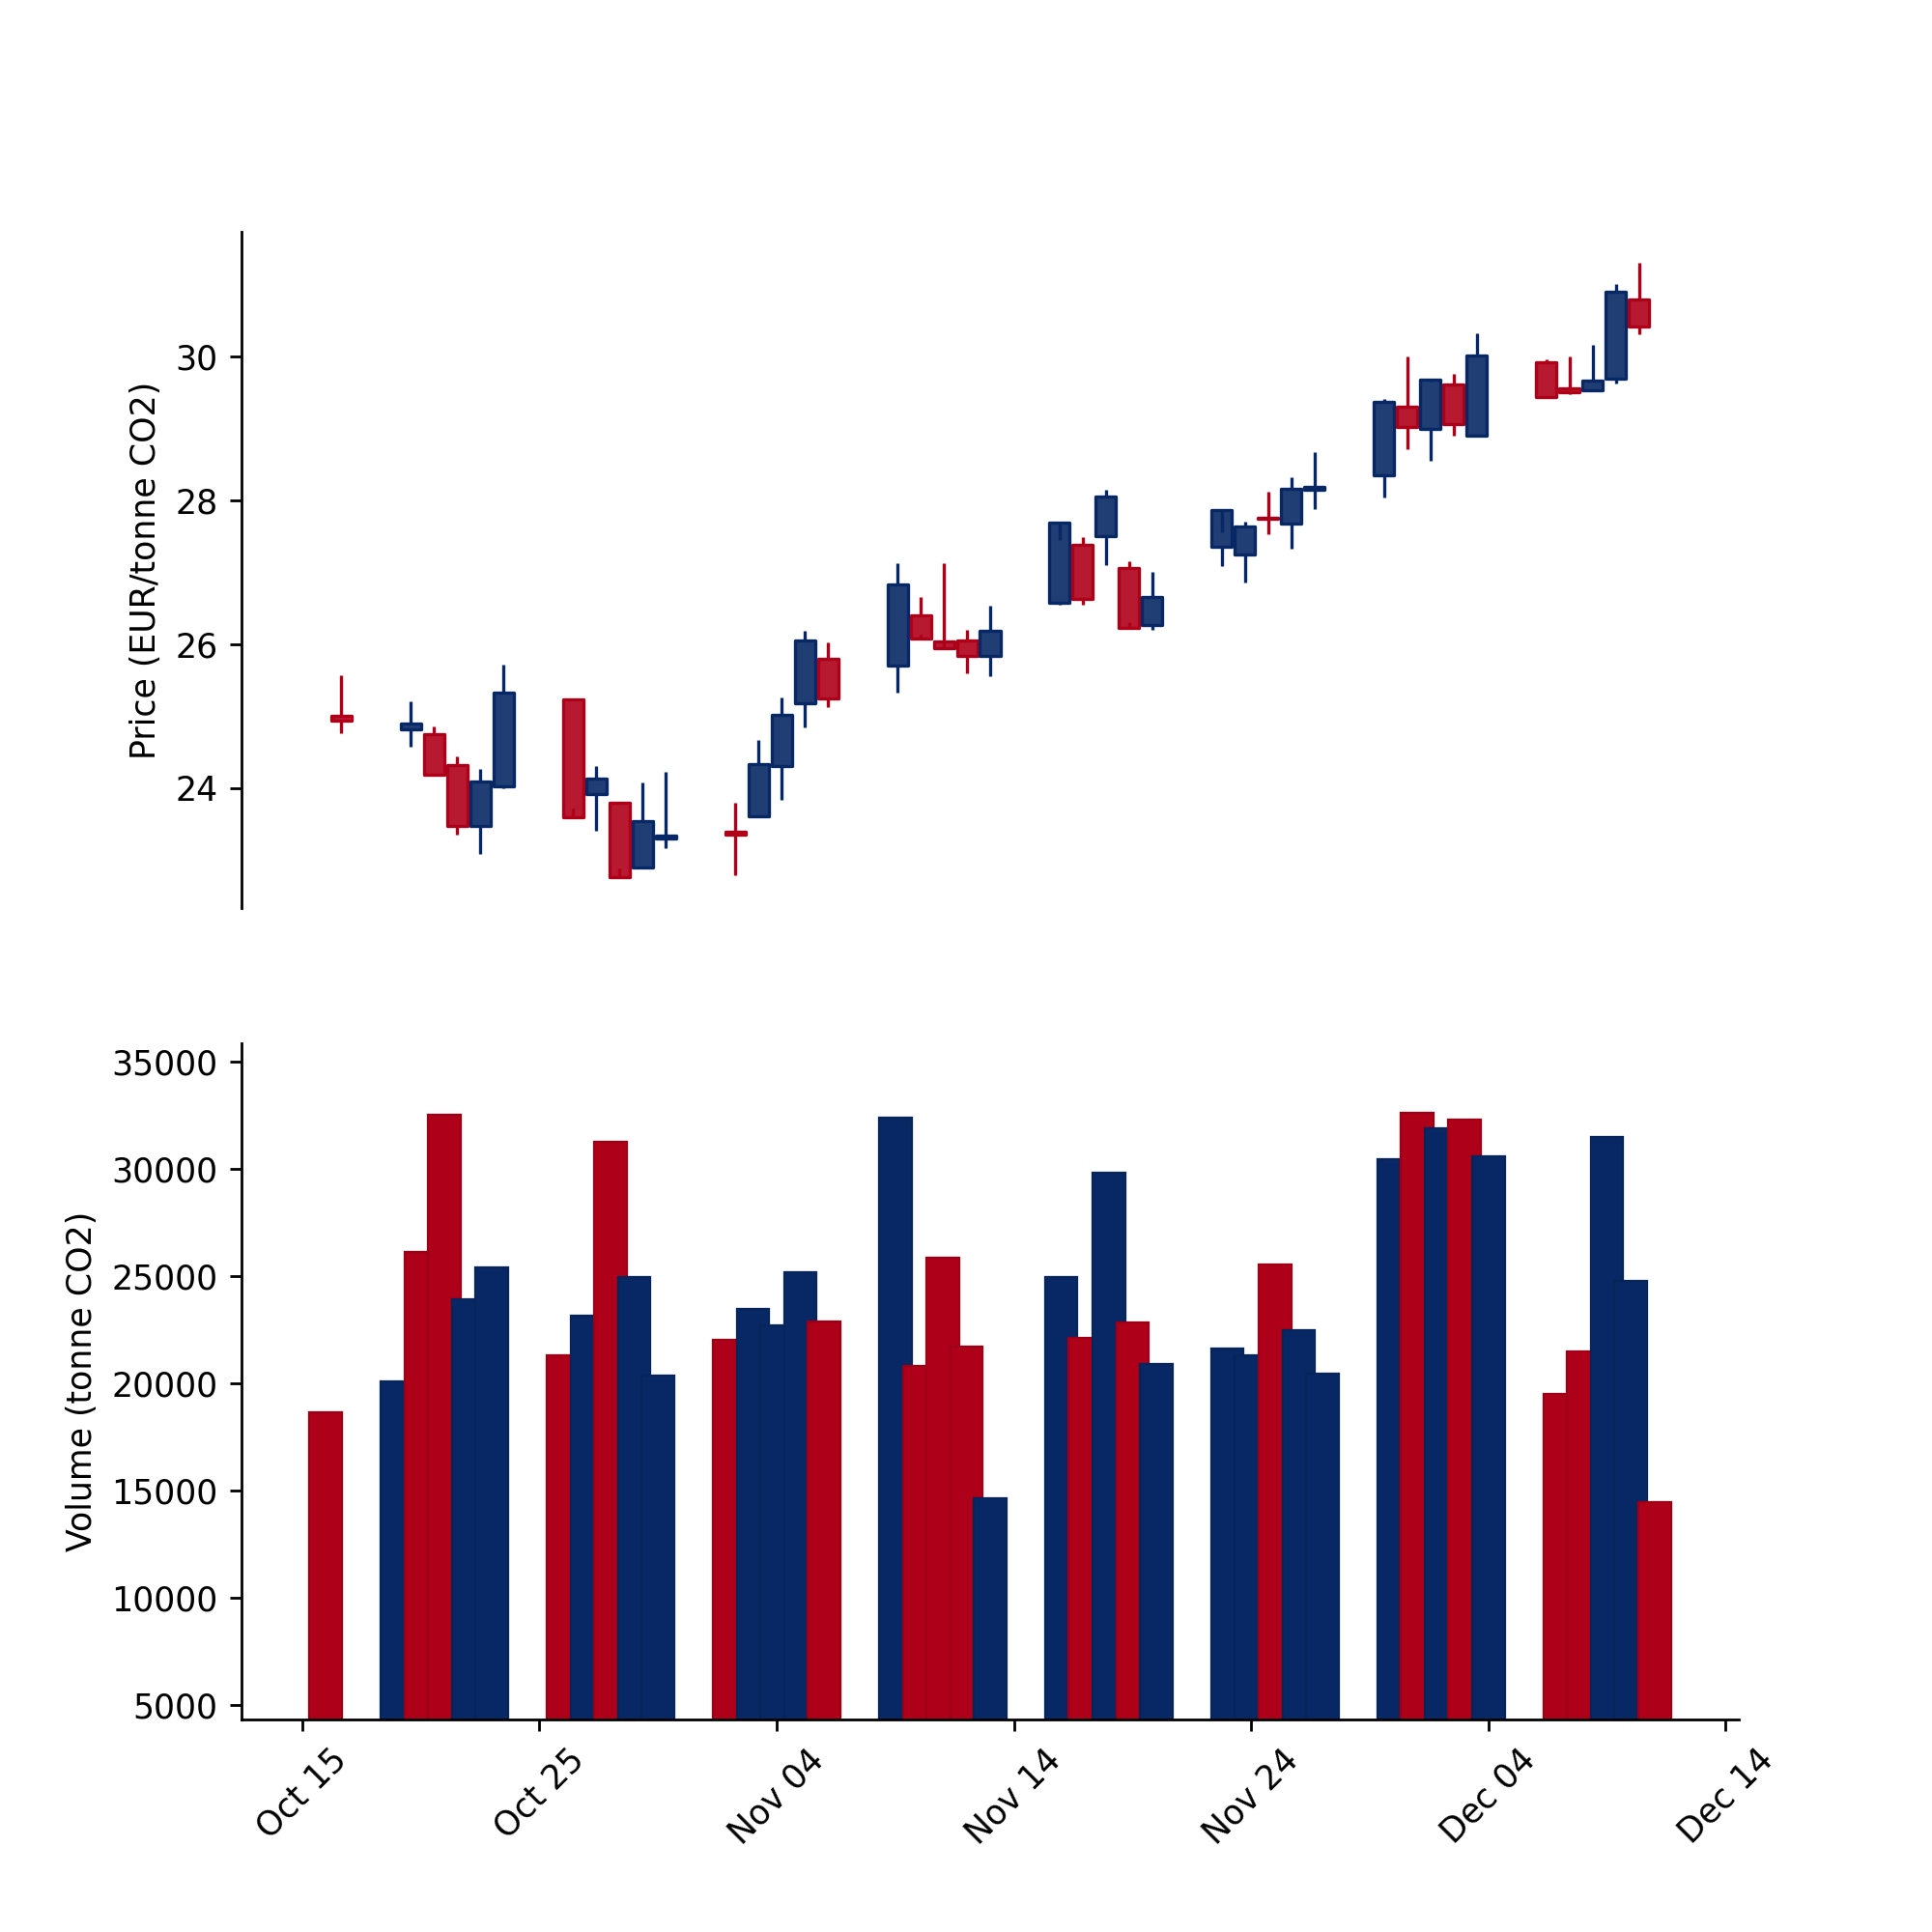 Price (EUR/tonne CO2)
30
28
26
24
Volume (tonne CO2)
35000
30000
25000
20000
15000
10000
5000
Oct 15
Oct 25
Nov 04
Nov 14
Nov 24
Dec 04
Dec 14